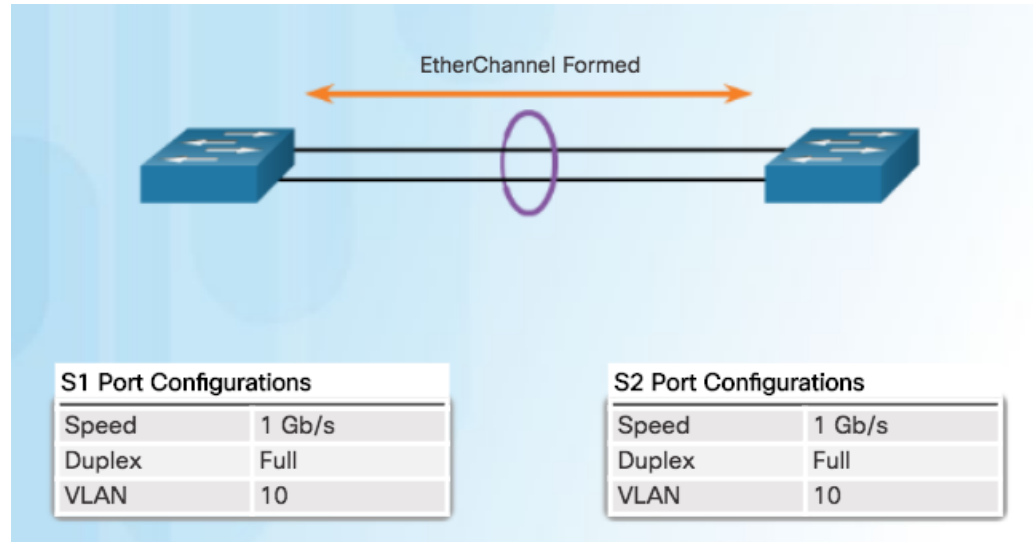 EtherChannel Formed
S1 Port Configurations
Speed 1 Gb/s
Duplex Full
VLAN 10
S2 Port Configurations
Speed 1 Gb/s
Duplex Full
VLAN 10